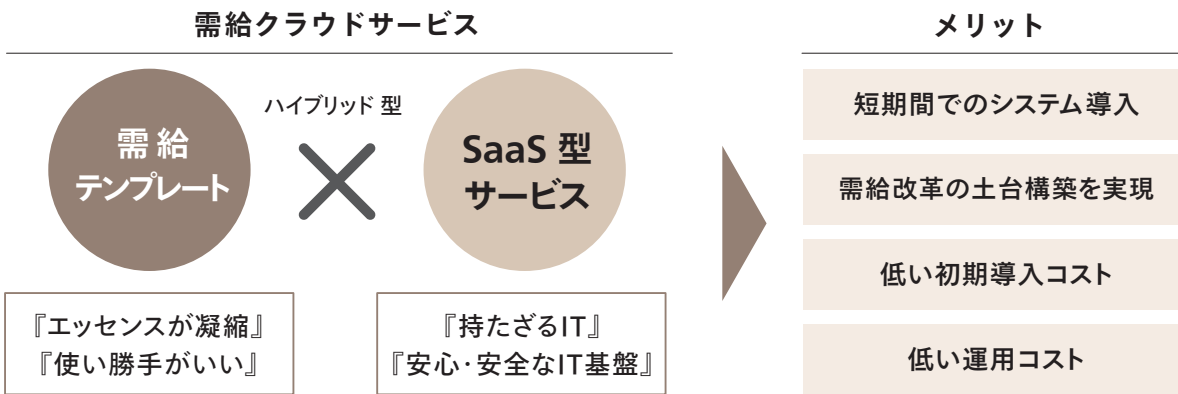 需給クラウドサービス
ハイブリッド 型
需給
テンプレート
SaaS 型
サービス
『エッセンスが凝縮』
『使い勝手がいい』
『持たざるIT』
『安心・安全なIT基盤』
メリット
短期間でのシステム導入
需給改革の土台構築を実現
低い初期導入コスト
低い運用コスト